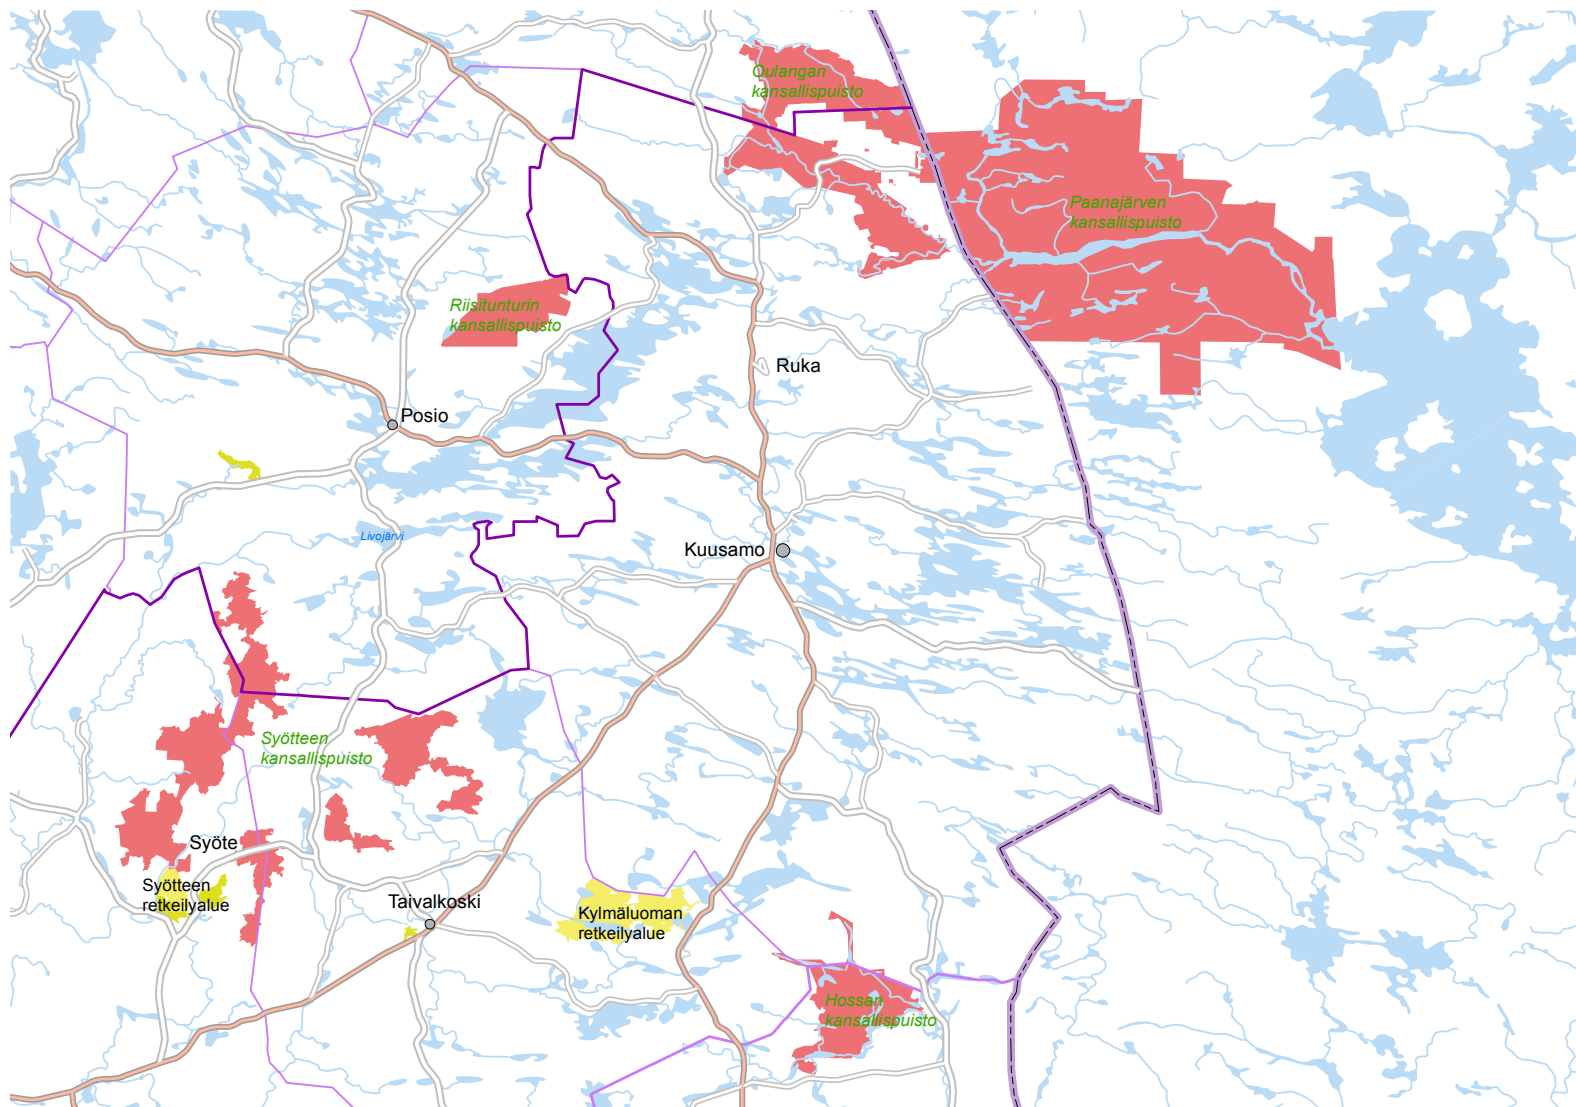 Oulangan
kansallispuisto
Paanajärven
kansallispuisto
Riisitunturin
kansallispuisto
Ruka
Posio
Livojärvi
Kuusamo
Syötteen
kansallispuisto
Syöte
Syötteen
retkeilyalue
Taivalkoski
Kylmäluoman
retkeilyalue
Hossan
kansallispuisto